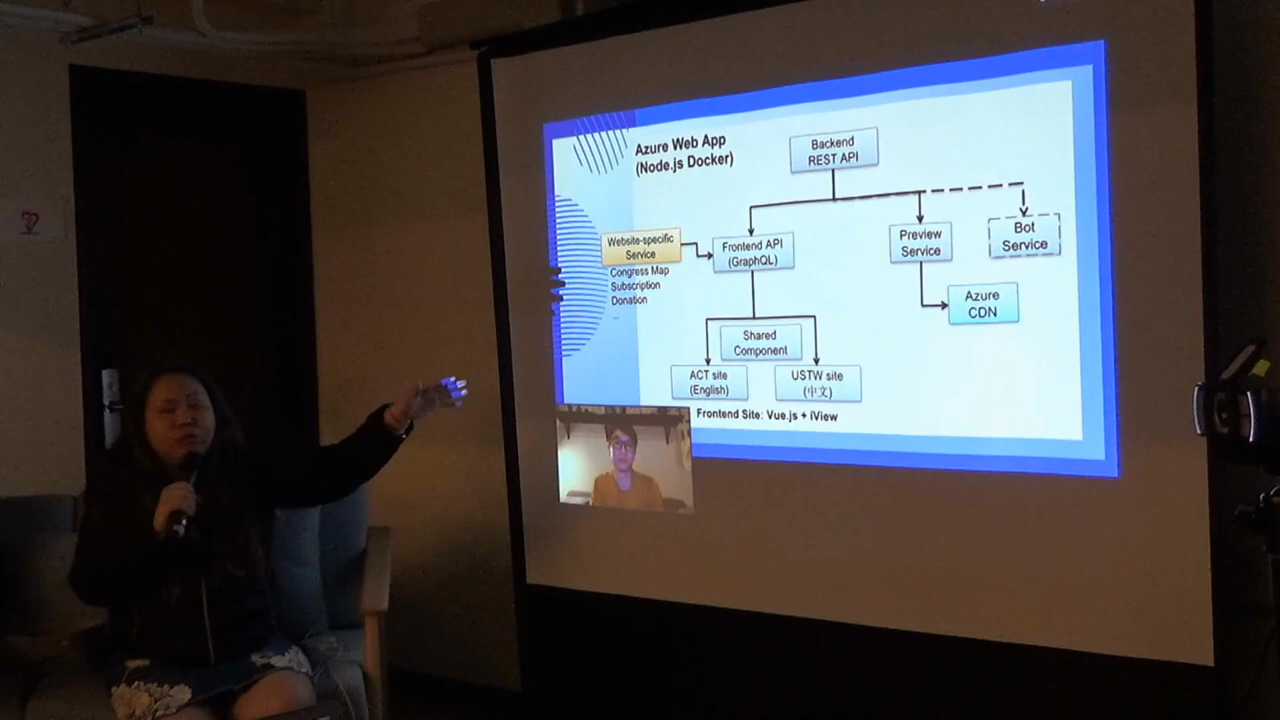 Azure Web App
(Node.js Docker)
Backend
REST API
Website-specific
Service
Congress Map
Subscription
Donation
Frontend API
(GraphQL)
Preview
Service
Bot
Service
Azure
CDN
Shared
Component
ACT site
(English)
USTW site
(中文)
Frontend Site: Vue.js + iView